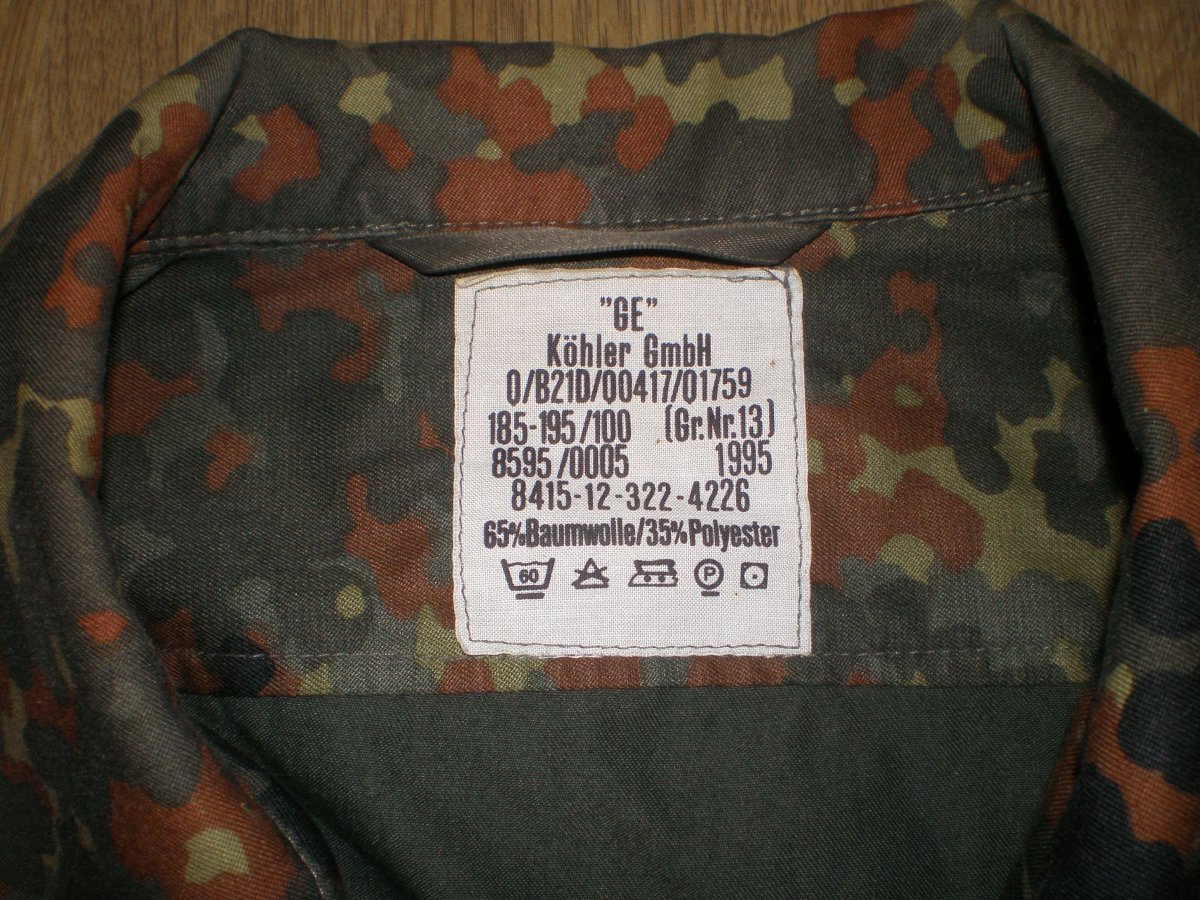 "GE"
Köhler GmbH
0/B21D/00417/01759
185-195/100 (Gr.Nr.13)
8595/0005 1995
8415-12-322-4226
65%Baumwolle/35%Polyester
60 P